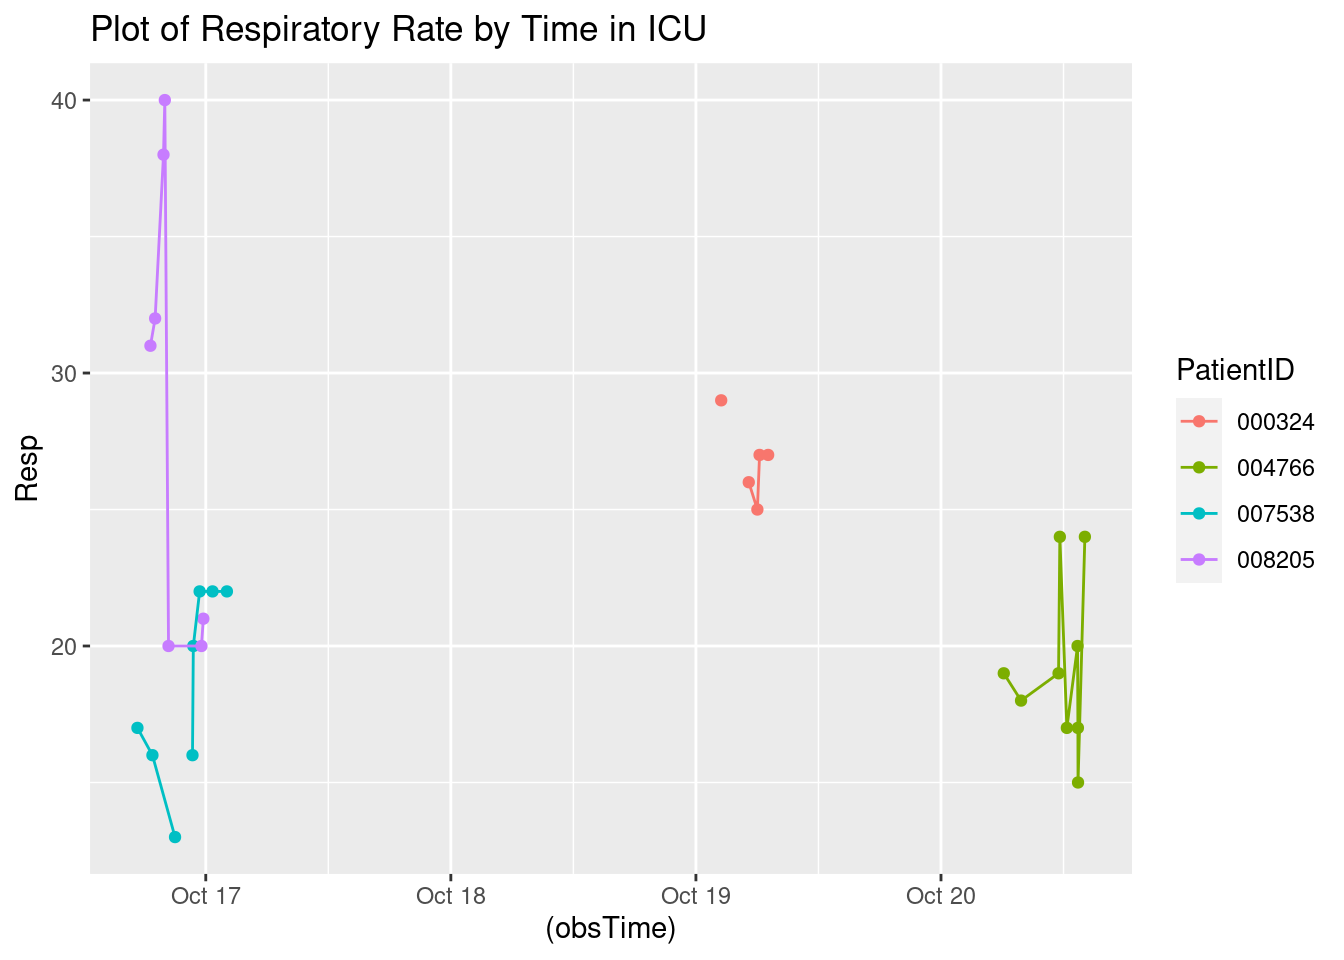 Plot of Respiratory Rate by Time in ICU
Resp
40
30
20
Oct 17
Oct 18
Oct 19
Oct 20
(obsTime)
PatientID
000324
004766
007538
008205